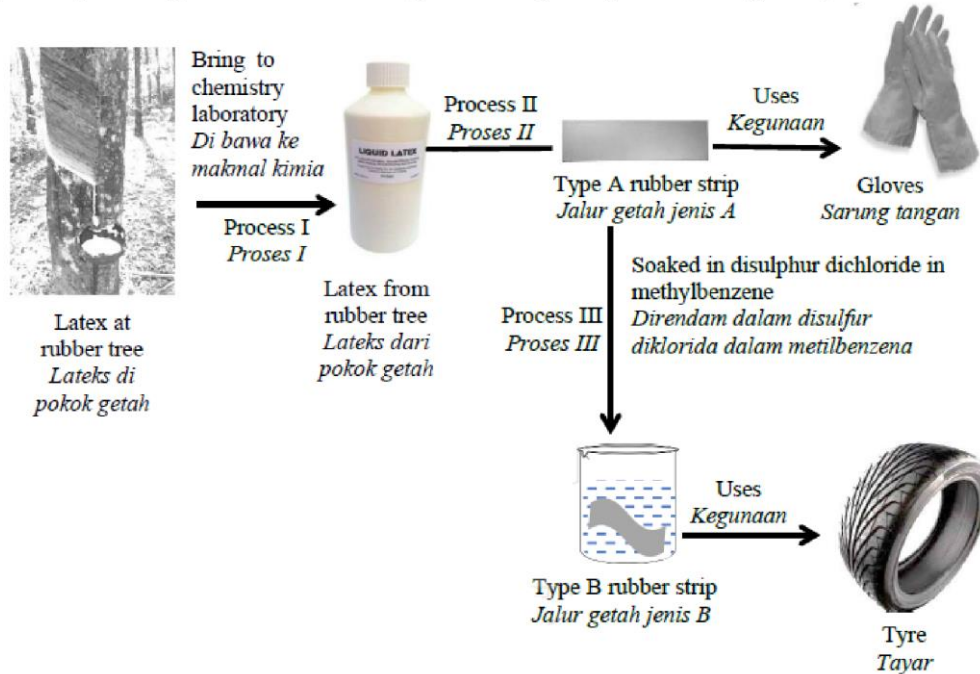 Bring to
chemistry
laboratory
Di bawa ke
makmal kimia
Process I
Proses I
Latex at
rubber tree
Lateks di
pokok getah
LIQUID LATEX
Latex from
rubber tree
Lateks dari
pokok getah
Process II
Proses II
Type A rubber strip
Jalur getah jenis A
Uses
Kegunaan
Gloves
Sarung tangan
Process III
Proses III
Soaked in disulphur dichloride in
methylbenzene
Direndam dalam disulfur
diklorida dalam metilbenzena
Type B rubber strip
Jalur getah jenis B
Uses
Kegunaan
Tyre
Tayar